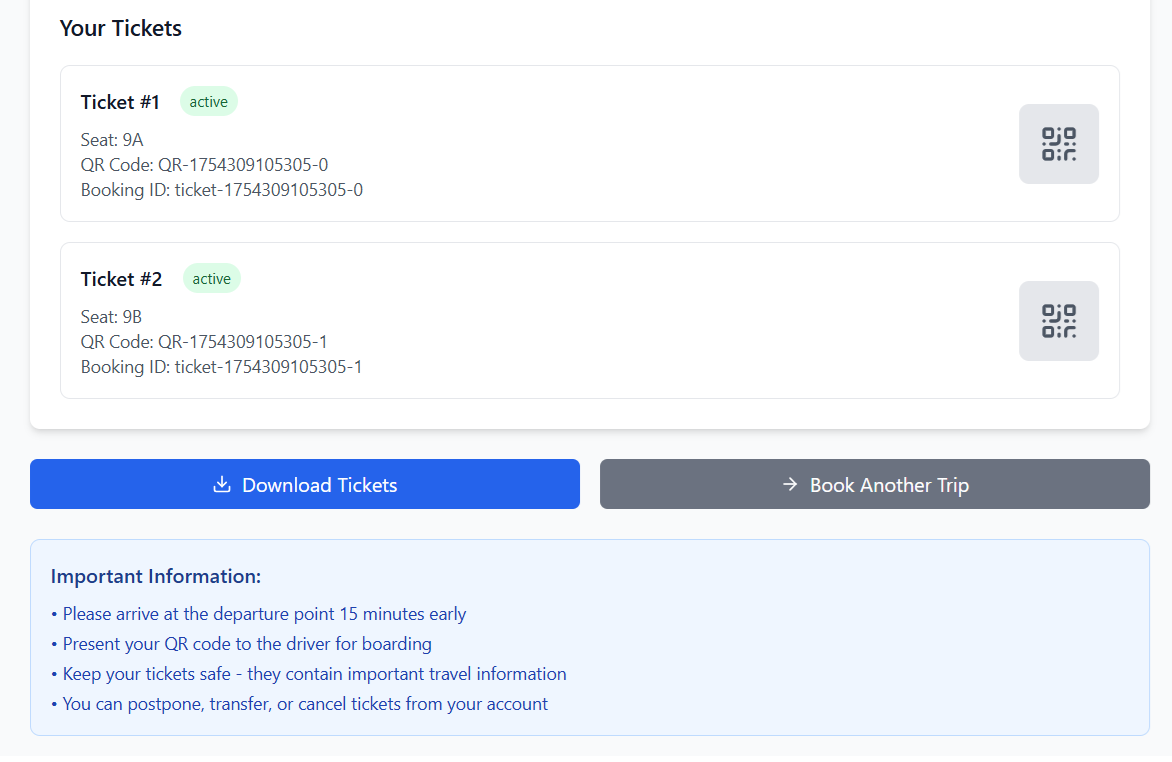 Your Tickets
Ticket #1 active
Seat: 9A
QR Code: QR-1754309105305-0
Booking ID: ticket-1754309105305-0
Ticket #2 active
Seat: 9B
QR Code: QR-1754309105305-1
Booking ID: ticket-1754309105305-1
Download Tickets
Book Another Trip
Important Information:
• Please arrive at the departure point 15 minutes early
• Present your QR code to the driver for boarding
• Keep your tickets safe - they contain important travel information
• You can postpone, transfer, or cancel tickets from your account